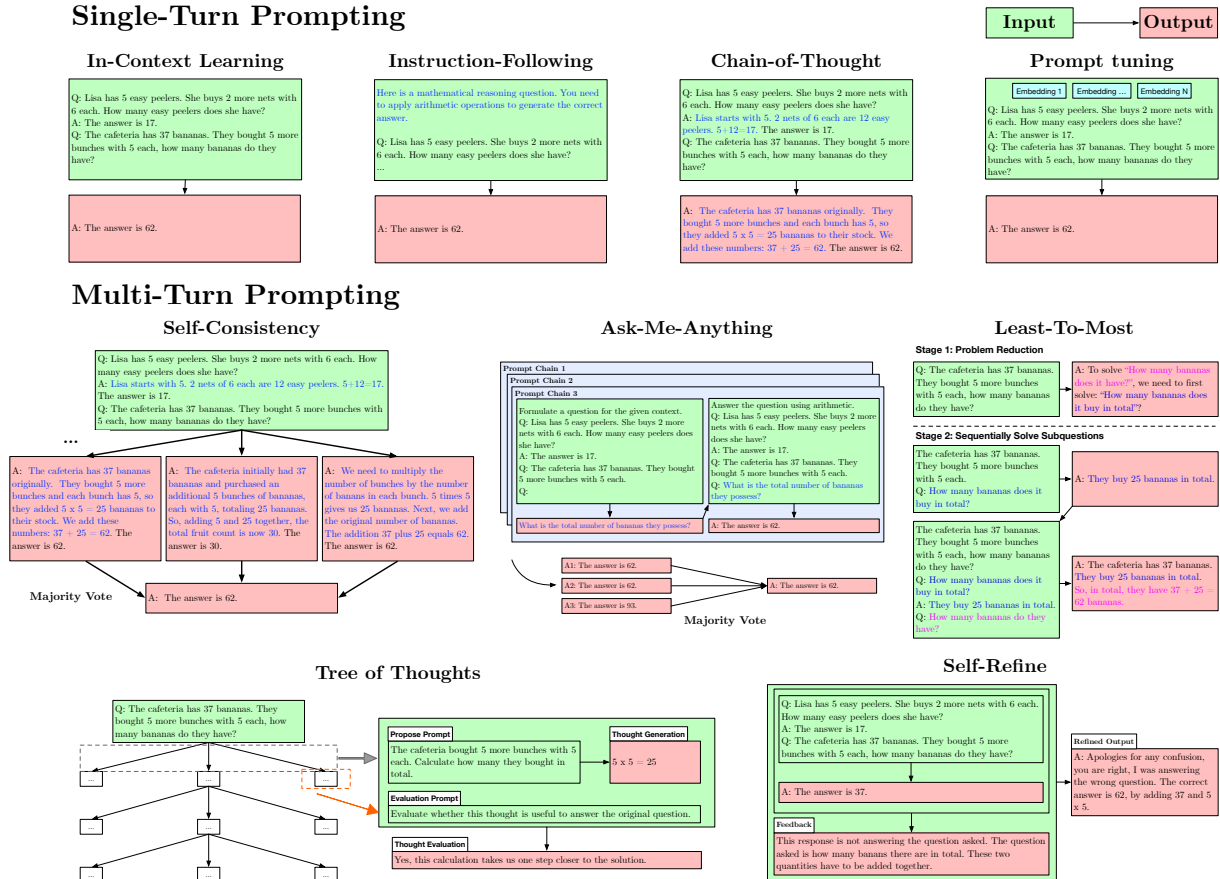 Single-Turn Prompting
Input
Output
In-Context Learning
Q: Lisa has 5 easy peelers. She buys 2 more nets with
6 each. How many easy peelers does she have?
A: The answer is 17.
Q: The cafeteria has 37 bananas. They bought 5 more
bunches with 5 each, how many bananas do they
have?
A: The answer is 62.
Instruction-Following
Here is a mathematical reasoning question. You need
to apply arithmetic operations to generate the correct
answer.
Q: Lisa has 5 easy peelers. She buys 2 more nets with
6 each. How many easy peelers does she have?
...
A: The answer is 62.
Chain-of-Thought
Q: Lisa has 5 easy peelers. She buys 2 more nets with
6 each. How many easy peelers does she have?
A: Lisa starts with 5. 2 nets of 6 each are 12 easy
peelers. 5+12=17. The answer is 17.
Q: The cafeteria has 37 bananas. They bought 5 more
bunches with 5 each, how many bananas do they
have?
A: The cafeteria has 37 bananas originally. They
bought 5 more bunches and each bunch has 5, so
they added 5 x 5 = 25 bananas to their stock. We
add these numbers: 37 + 25 = 62. The answer is 62.
Prompt tuning
Embedding 1
Embedding ...
Embedding N
Q: Lisa has 5 easy peelers. She buys 2 more nets with
6 each. How many easy peelers does she have?
A: The answer is 17.
Q: The cafeteria has 37 bananas. They bought 5 more
bunches with 5 each, how many bananas do they
have?
A: The answer is 62.
Multi-Turn Prompting
Self-Consistency
Q: Lisa has 5 easy peelers. She buys 2 more nets with 6 each. How
many easy peelers does she have?
A: Lisa starts with 5. 2 nets of 6 each are 12 easy peelers. 5+12=17.
The answer is 17.
Q: The cafeteria has 37 bananas. They bought 5 more bunches with
5 each, how many bananas do they have?
...
A: The cafeteria has 37 bananas
originally. They bought 5 more
bunches and each bunch has 5, so
they added 5 x 5 = 25 bananas to
their stock. We add these
numbers: 37 + 25 = 62. The
answer is 62.
A: The cafeteria initially had 37
bananas and purchased an
additional 5 bunches of bananas,
each with 5, totaling 25 bananas.
So, adding 5 and 25 together, the
total fruit count is now 30. The
answer is 30.
A: We need to multiply the
number of bunches by the number
of banans in each bunch. 5 times 5
gives us 25 bananas. Next, we add
the original number of bananas.
The addition 37 plus 25 equals 62.
The answer is 62.
Majority Vote
A: The answer is 62.
Ask-Me-Anything
Prompt Chain 1
Prompt Chain 2
Prompt Chain 3
Formulate a question for the given context.
Q: Lisa has 5 easy peelers. She buys 2 more
nets with 6 each. How many easy peelers does
she have?
A: The answer is 17.
Q: The cafeteria has 37 bananas. They bought
5 more bunches with 5 each.
Q:
What is the total number of bananas they possess?
Answer the question using arithmetic.
Q: Lisa has 5 easy peelers. She buys 2 more
nets with 6 each. How many easy peelers
does she have?
A: The answer is 17.
Q: The cafeteria has 37 bananas. They
bought 5 more bunches with 5 each.
Q: What is the total number of bananas
they possess?
A: The answer is 62.
A1: The answer is 62.
A2: The answer is 62.
A3: The answer is 93.
A: The answer is 62.
Majority Vote
Least-To-Most
Stage 1: Problem Reduction
Q: The cafeteria has 37 bananas.
They bought 5 more bunches
with 5 each, how many bananas
do they have?
A: To solve “How many bananas
does it have?”, we need to first
solve: “How many bananas does
it buy in total”?
Stage 2: Sequentially Solve Subquestions
The cafeteria has 37 bananas.
They bought 5 more bunches
with 5 each.
Q: How many bananas does it
buy in total?
A: They buy 25 bananas in total.
The cafeteria has 37 bananas.
They bought 5 more bunches
with 5 each, how many bananas
do they have?
Q: How many bananas does it
buy in total?
A: They buy 25 bananas in total.
Q: How many bananas do they
have?
A: The cafeteria has 37 bananas.
They buy 25 bananas in total.
So, in total, they have 37 + 25 =
62 bananas.
Tree of Thoughts
Q: The cafeteria has 37 bananas. They
bought 5 more bunches with 5 each, how
many bananas do they have?
...
...
...
...
...
...
...
...
...
Propose Prompt
The cafeteria bought 5 more bunches with 5
each. Calculate how many they bought in
total.
Thought Generation
5 x 5 = 25
Evaluation Prompt
Evaluate whether this thought is useful to answer the original question.
Thought Evaluation
Yes, this calculation takes us one step closer to the solution.
Self-Refine
Q: Lisa has 5 easy peelers. She buys 2 more nets with 6 each.
How many easy peelers does she have?
A: The answer is 17.
Q: The cafeteria has 37 bananas. They bought 5 more
bunches with 5 each, how many bananas do they have?
A: The answer is 37.
Feedback
This response is not answering the question asked. The question
asked is how many banans there are in total. These two
quantities have to be added together.
Refined Output
A: Apologies for any confusion,
you are right, I was answering
the wrong question. The correct
answer is 62, by adding 37 and 5
x 5.